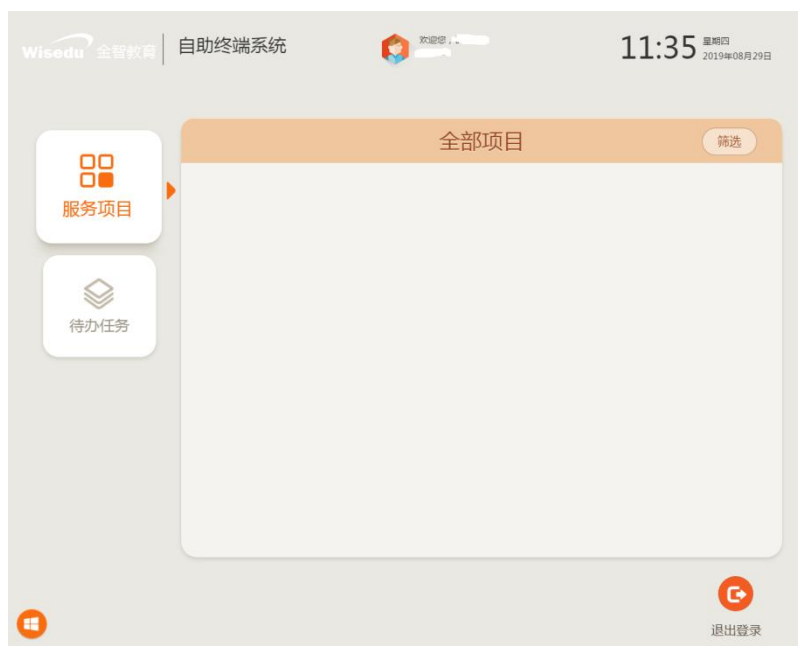 Wisedu 金智教育 自助终端系统
欢迎您，
11:35 星期四
2019年08月29日
全部项目 筛选
服务项目
待办任务
退出登录